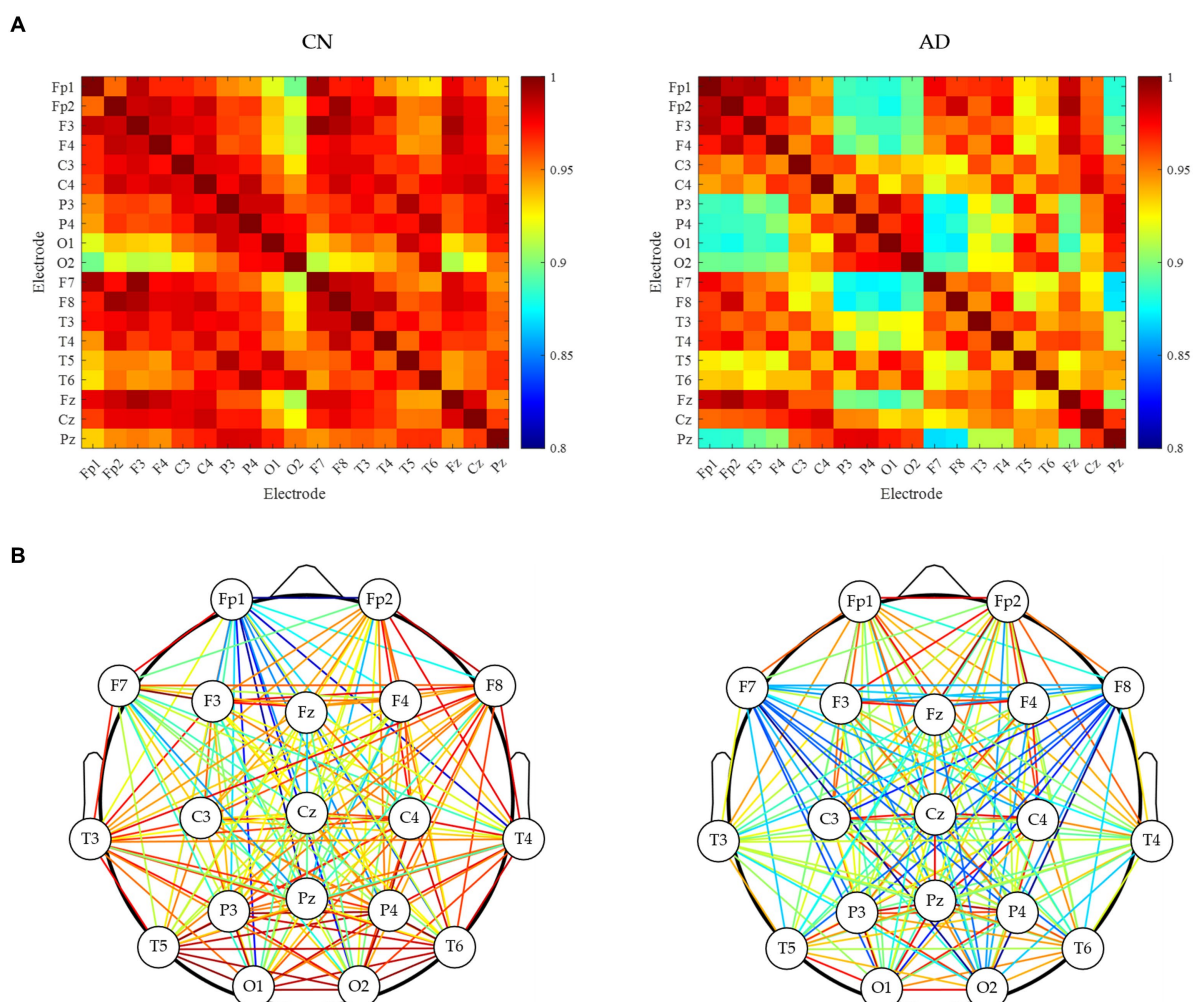 A
CN
AD
Electrode
Fp1
Fp2
F3
F4
C3
C4
P3
P4
O1
O2
F7
F8
T3
T4
T5
T6
Fz
Cz
Pz
Fp1 Fp2 F3 F4 C3 C4 P3 P4 O1 O2 F7 F8 T3 T4 T5 T6 Fz Cz Pz
Electrode
1
0.95
0.9
0.85
0.8
Electrode
Fp1
Fp2
F3
F4
C3
C4
P3
P4
O1
O2
F7
F8
T3
T4
T5
T6
Fz
Cz
Pz
Fp1 Fp2 F3 F4 C3 C4 P3 P4 O1 O2 F7 F8 T3 T4 T5 T6 Fz Cz Pz
Electrode
1
0.95
0.9
0.85
0.8
B
Fp1 Fp2
F7 F3 Fz F4 F8
T3 C3 Cz C4 T4
T5 P3 Pz P4 T6
O1 O2
Fp1 Fp2
F7 F3 Fz F4 F8
T3 C3 Cz C4 T4
T5 P3 Pz P4 T6
O1 O2